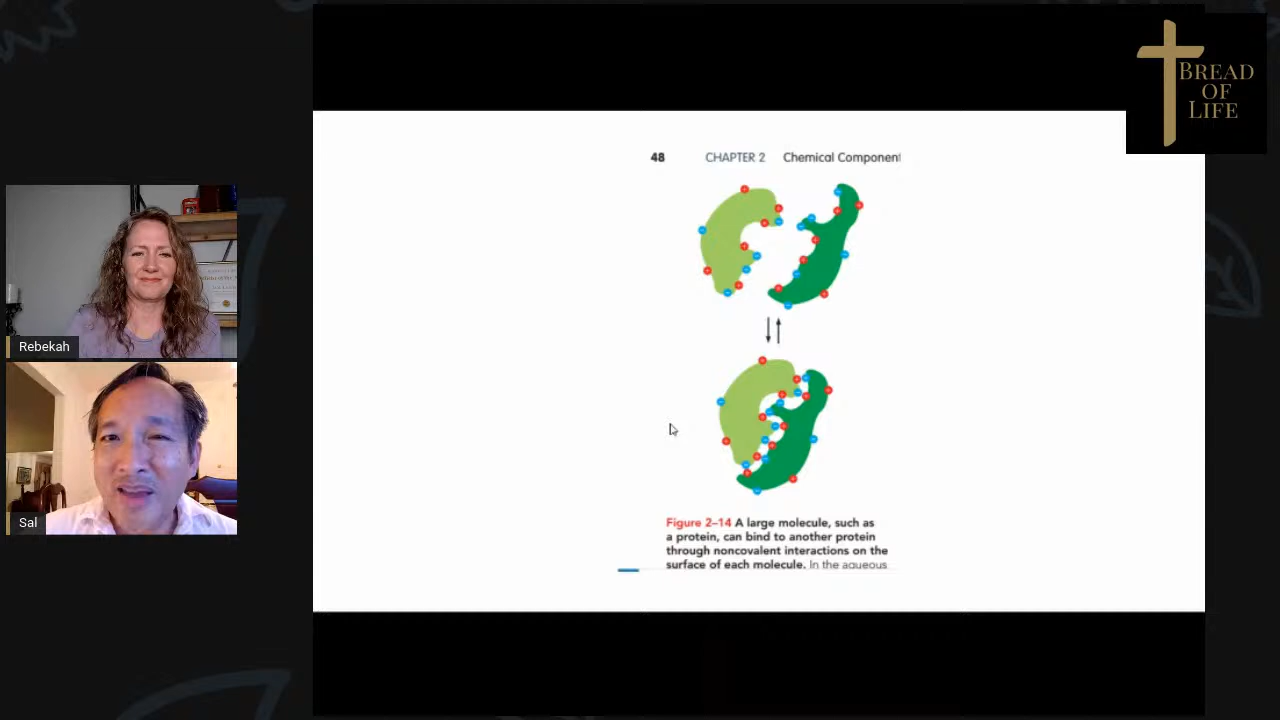 BREAD
OF
LIFE
48 CHAPTER 2 Chemical Component
Rebekah
Sal
Figure 2–14 A large molecule, such as
a protein, can bind to another protein
through noncovalent interactions on the
surface of each molecule. In the aqueous